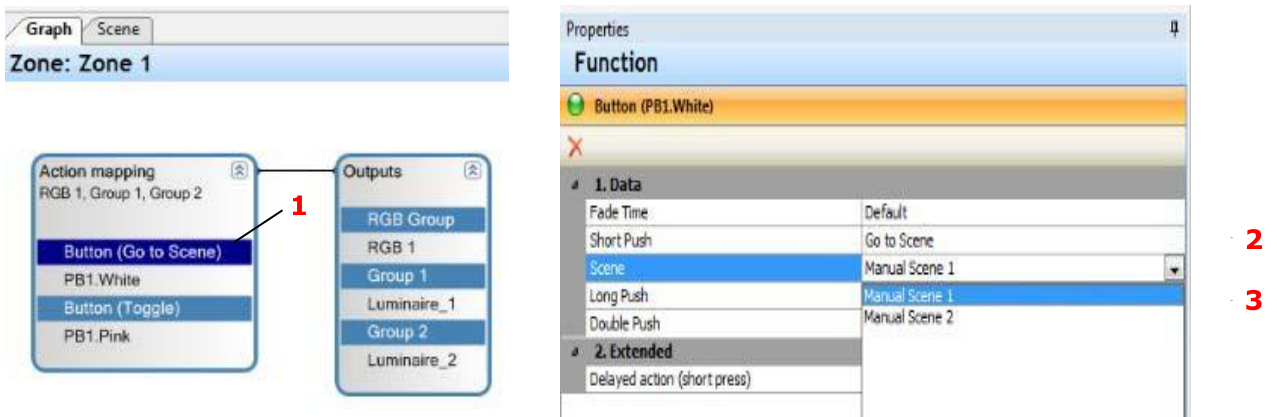 Graph Scene
Zone: Zone 1
Action mapping
RGB 1, Group 1, Group 2
Button (Go to Scene)
PB1.White
Button (Toggle)
PB1.Pink
1
Outputs
RGB Group
RGB 1
Group 1
Luminaire_1
Group 2
Luminaire_2
Properties
Function
Button (PB1.White)
1. Data
Fade Time Default
Short Push Go to Scene
2
Scene Manual Scene 1
Long Push Manual Scene 1
3
Double Push Manual Scene 2
2. Extended
Delayed action (short press)